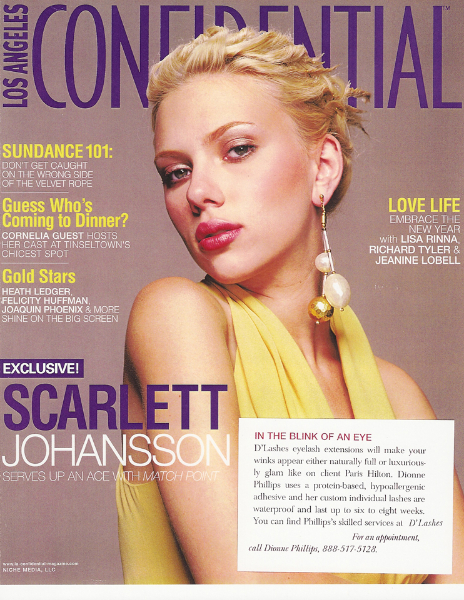 LOS ANGELES
CONFIDENTIAL
TM
SUNDANCE 101:
DON'T GET CAUGHT
ON THE WRONG SIDE
OF THE VELVET ROPE
Guess Who's
Coming to Dinner?
CORNELIA GUEST HOSTS
HER CAST AT TINSELTOWN'S
CHICEST SPOT
Gold Stars
HEATH LEDGER,
FELICITY HUFFMAN,
JOAQUIN PHOENIX & MORE
SHINE ON THE BIG SCREEN
LOVE LIFE
EMBRACE THE
NEW YEAR
with LISA RINNA,
RICHARD TYLER &
JEANINE LOBELL
EXCLUSIVE!
SCARLETT
JOHANSSON
SERVES UP AN ACE WITH MATCH POINT
NICHE MEDIA, LLC
IN THE BLINK OF AN EYE
D'Lashes eyelash extensions will make your
winks appear either naturally full or luxurious-
ly glam like on client Paris Hilton. Dionne
Phillips uses a protein-based, hypoallergenic
adhesive and her custom individual lashes are
waterproof and last up to six to eight weeks.
You can find Phillips's skilled services at D'Lashes
For an appointment,
call Dionne Phillips, 888-517-5128.